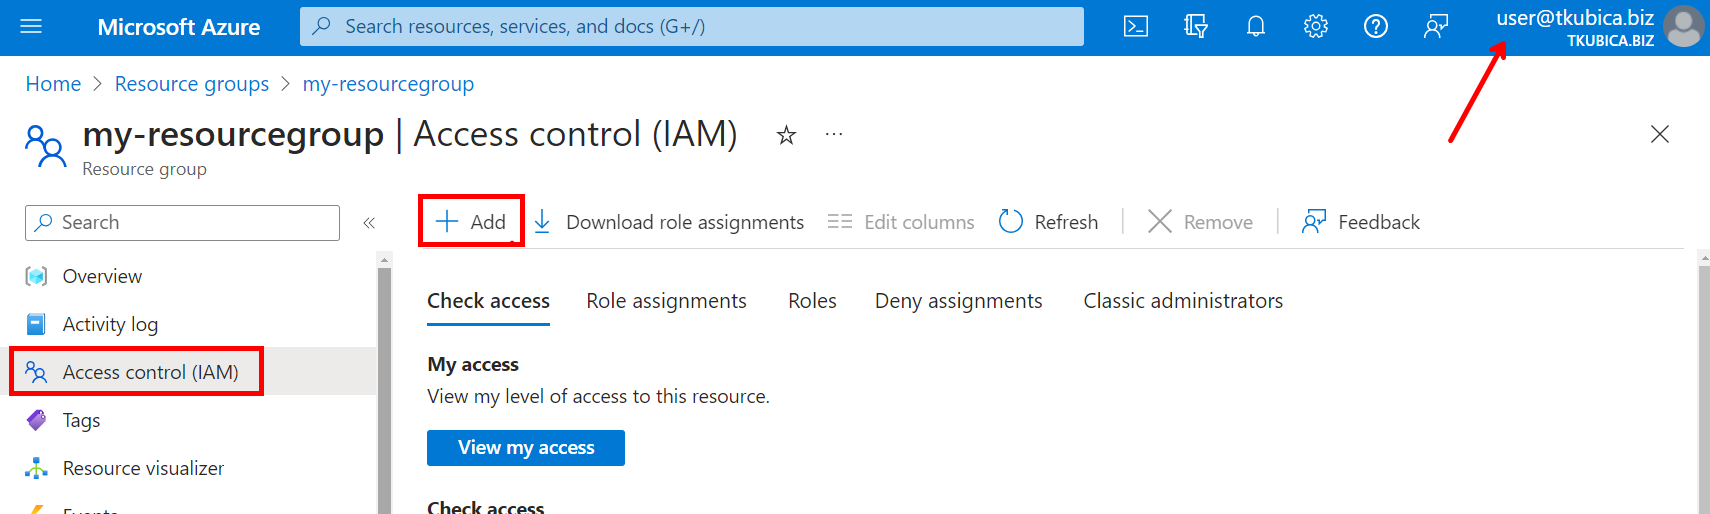 Microsoft Azure
Search resources, services, and docs (G+/)
user@tkubica.biz
TKUBICA.BIZ
Home > Resource groups > my-resourcegroup
my-resourcegroup | Access control (IAM)
Resource group
Search
Add
Download role assignments
Edit columns
Refresh
Remove
Feedback
Overview
Activity log
Access control (IAM)
Tags
Resource visualizer
Events
Check access
Role assignments
Roles
Deny assignments
Classic administrators
My access
View my level of access to this resource.
View my access
Check access